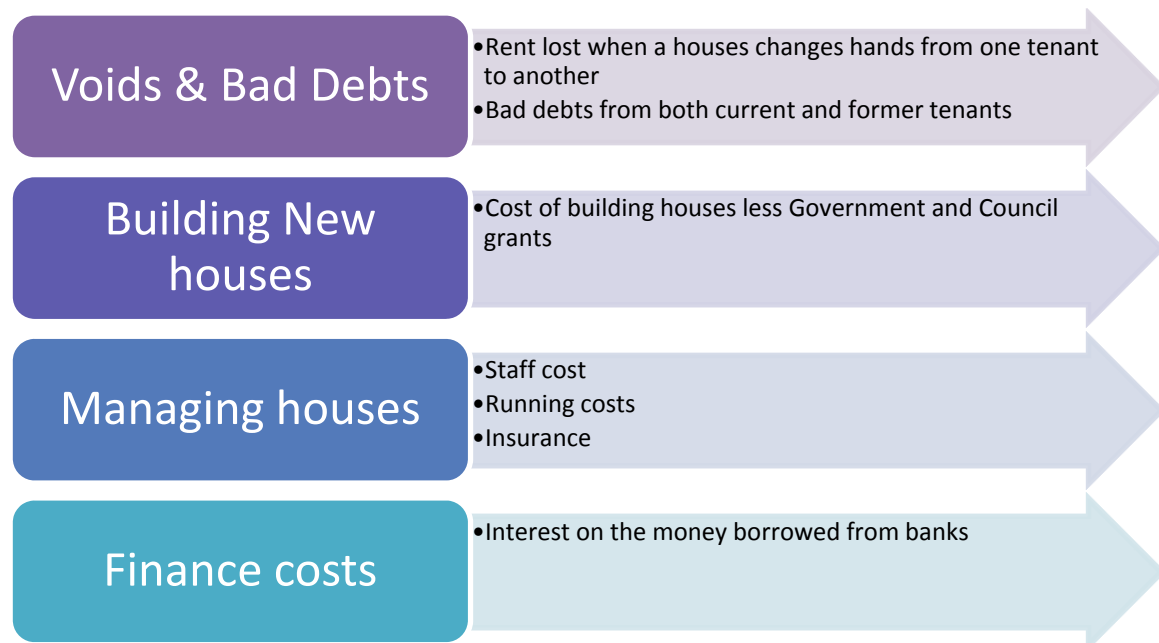 Voids & Bad Debts
•Rent lost when a houses changes hands from one tenant
to another
•Bad debts from both current and former tenants
Building New
houses
•Cost of building houses less Government and Council
grants
Managing houses
•Staff cost
•Running costs
•Insurance
Finance costs
•Interest on the money borrowed from banks